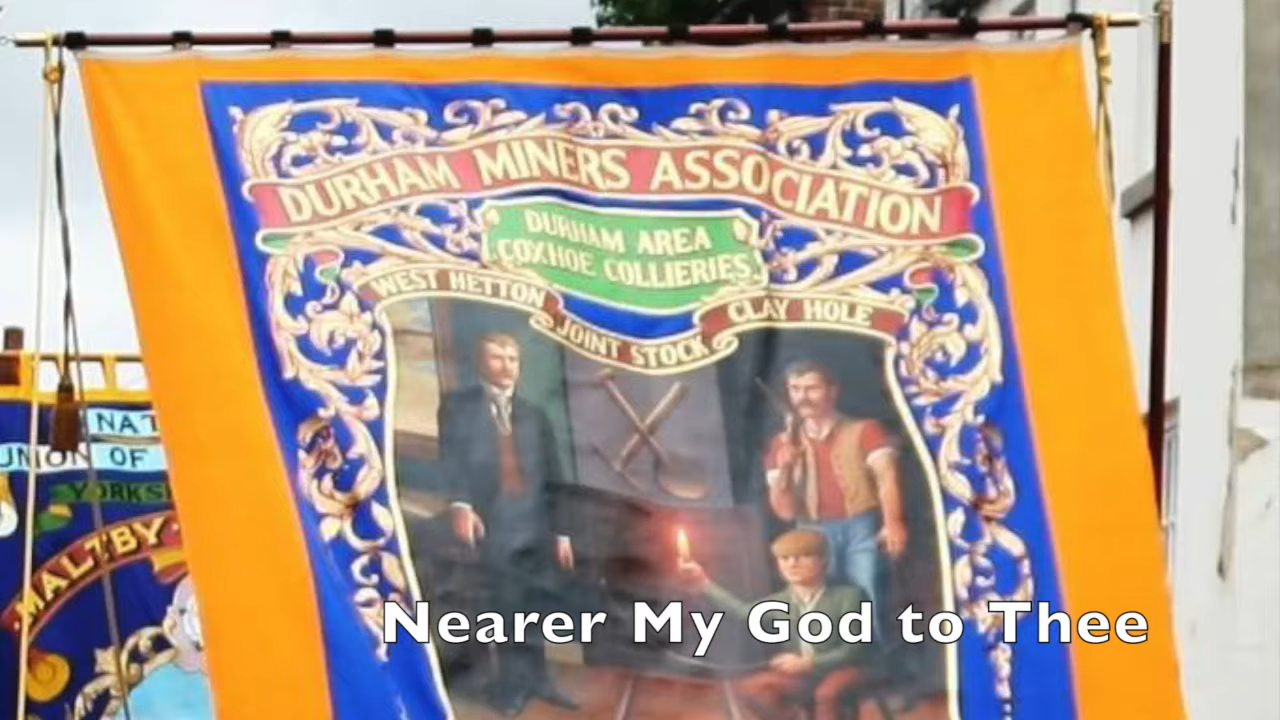 DURHAM MINERS ASSOCIATION
DURHAM AREA
COXHOE COLLIERIES
WEST HETTON
JOINT STOCK
CLAY HOLE
NAT
UNION OF
YORKS
MALTBY
Nearer My God to Thee